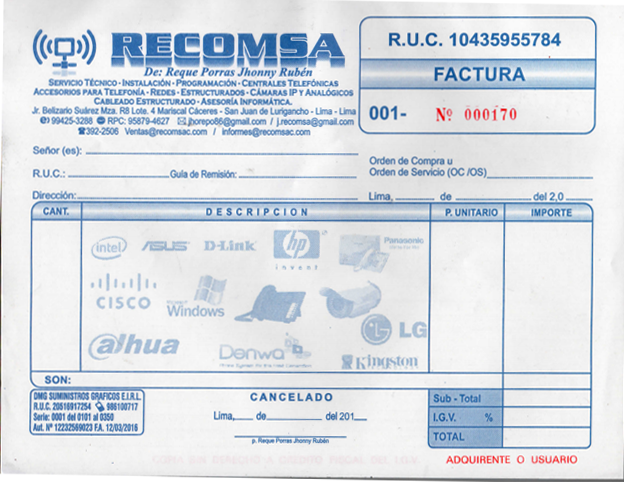 RECOMSA
De: Reque Porras Jhonny Rubén
SERVICIO TÉCNICO - INSTALACIÓN - PROGRAMACIÓN - CENTRALES TELEFÓNICAS
ACCESORIOS PARA TELEFONÍA - REDES - ESTRUCTURADOS - CÁMARAS IP Y ANALÓGICOS
CABLEADO ESTRUCTURADO - ASESORÍA INFORMÁTICA.
Jr. Belizario Suárez Mza. R8 Lote. 4 Mariscal Cáceres - San Juan de Lurigancho - Lima - Lima
99425-3288 RPC: 95879-4627 jhorepo86@gmail.com / j.recomsa@gmail.com
392-2506 Ventas@recomsac.com / informes@recomsac.com
R.U.C. 10435955784
FACTURA
001- Nº 000170
Señor (es):
R.U.C.: Guía de Remisión:
Orden de Compra u
Orden de Servicio (OC /OS)
Dirección: Lima, de del 2,0
CANT. DESCRIPCION P. UNITARIO IMPORTE
intel ASUS D-Link hp invent Panasonic
CISCO Microsoft Windows
LG
alhua Denwa Kingston
SON:
DMG SUMINISTROS GRAFICOS E.I.R.L.
R.U.C. 20516917254 998100717
Serie: 0001 del 0101 al 0350
Aut. Nº 12232569023 F.A. 12/03/2016
CANCELADO
Lima, de del 201
p. Reque Porras Jhonny Rubén
Sub - Total
I.G.V. %
TOTAL
COPIA SIN DERECHO A CREDITO FISCAL DEL I.G.V.
ADQUIRENTE O USUARIO